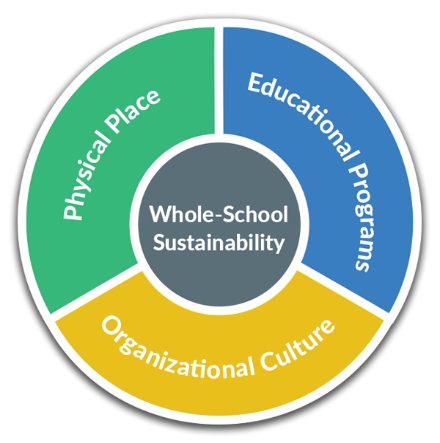 Physical Place
Educational Programs
Whole-School
Sustainability
Organizational Culture